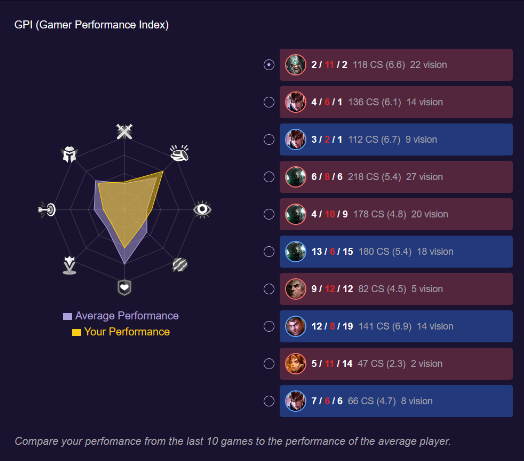 GPI (Gamer Performance Index)
2 / 11 / 2 118 CS (6.6) 22 vision
4 / 6 / 1 136 CS (6.1) 14 vision
3 / 2 / 1 112 CS (6.7) 9 vision
6 / 8 / 6 218 CS (5.4) 27 vision
4 / 10 / 9 178 CS (4.8) 20 vision
13 / 6 / 15 180 CS (5.4) 18 vision
9 / 12 / 12 82 CS (4.5) 5 vision
12 / 8 / 19 141 CS (6.9) 14 vision
5 / 11 / 14 47 CS (2.3) 2 vision
7 / 6 / 6 66 CS (4.7) 8 vision
Average Performance
Your Performance
Compare your perfomance from the last 10 games to the performance of the average player.